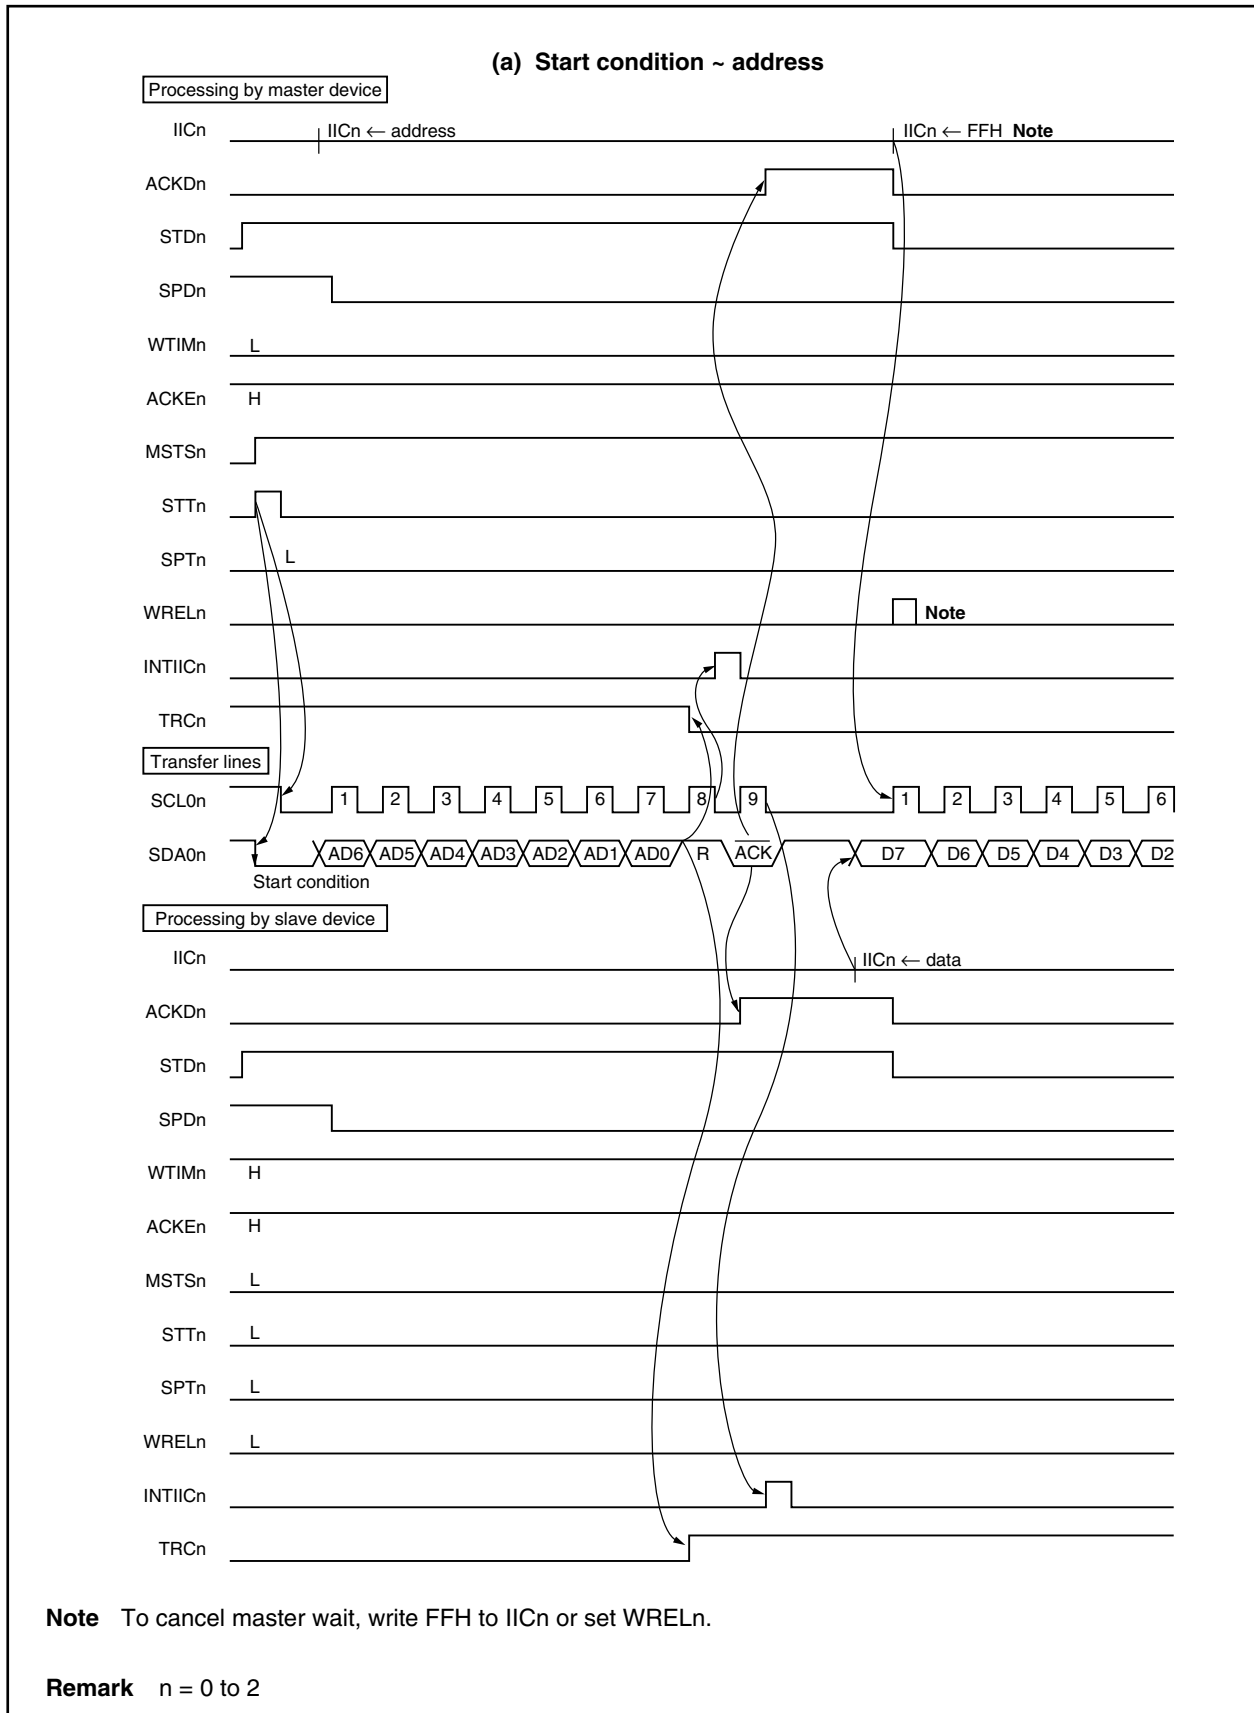 (a) Start condition ~ address
Processing by master device
IICn IICn ← address IICn ← FFH Note
ACKDn
STDn
SPDn
WTIMn L
ACKEn H
MSTSn
STTn
SPTn L
WRELn Note
INTIICn
TRCn
Transfer lines
SCL0n 1 2 3 4 5 6 7 8 9 1 2 3 4 5 6
SDA0n AD6 AD5 AD4 AD3 AD2 AD1 AD0 R ACK D7 D6 D5 D4 D3 D2
Start condition
Processing by slave device
IICn IICn ← data
ACKDn
STDn
SPDn
WTIMn H
ACKEn H
MSTSn L
STTn L
SPTn L
WRELn L
INTIICn
TRCn
Note To cancel master wait, write FFH to IICn or set WRELn.
Remark n = 0 to 2